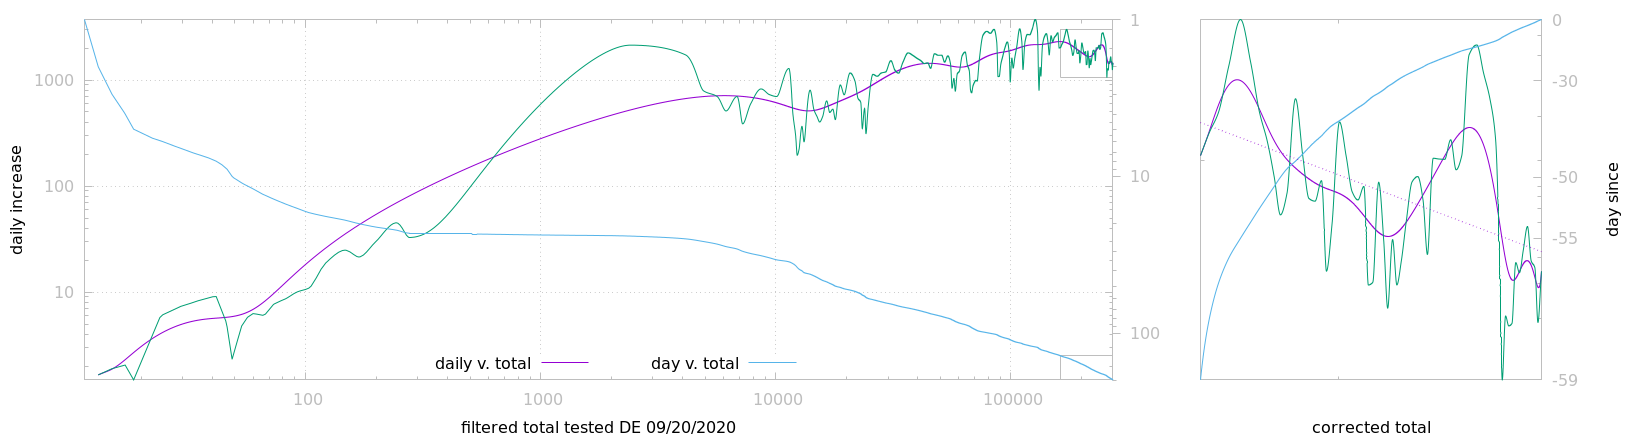 1000
100
10
daily increase
daily v. total
day v. total
100
1000
10000
100000
filtered total tested DE 09/20/2020
1
10
100
0
-30
-50
-55
-59
day since
corrected total